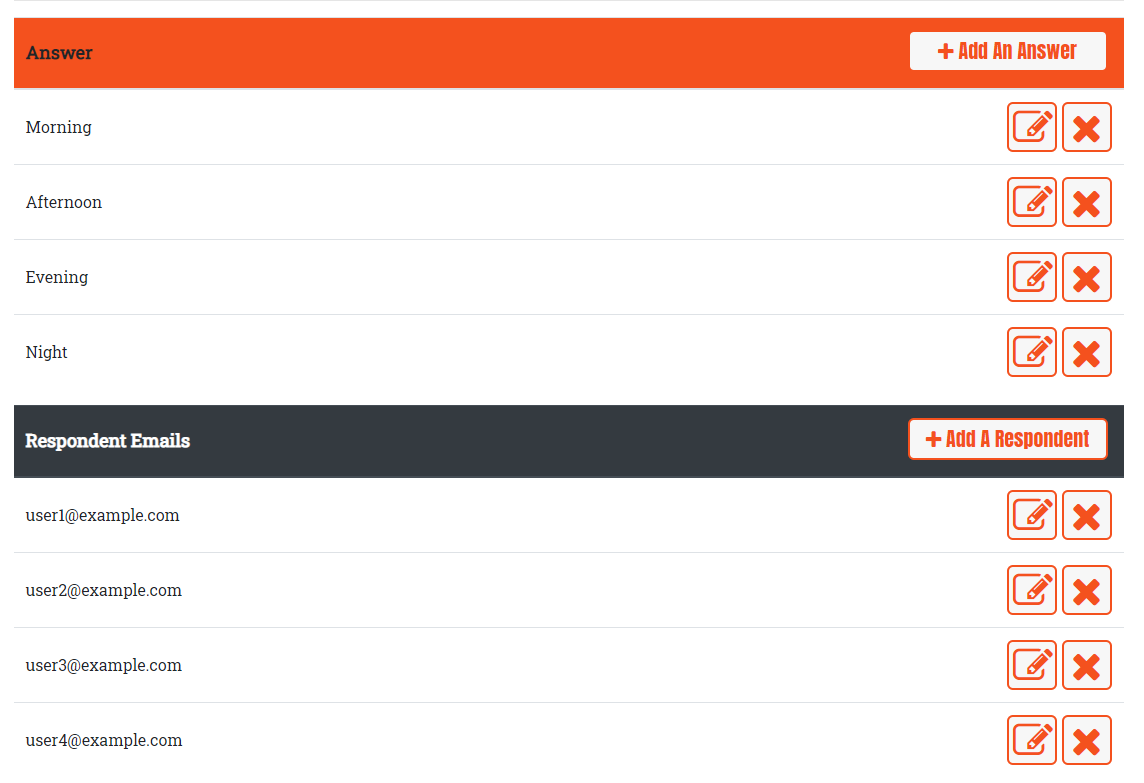 Answer
Add An Answer
Morning
Afternoon
Evening
Night
Respondent Emails
Add A Respondent
user1@example.com
user2@example.com
user3@example.com
user4@example.com